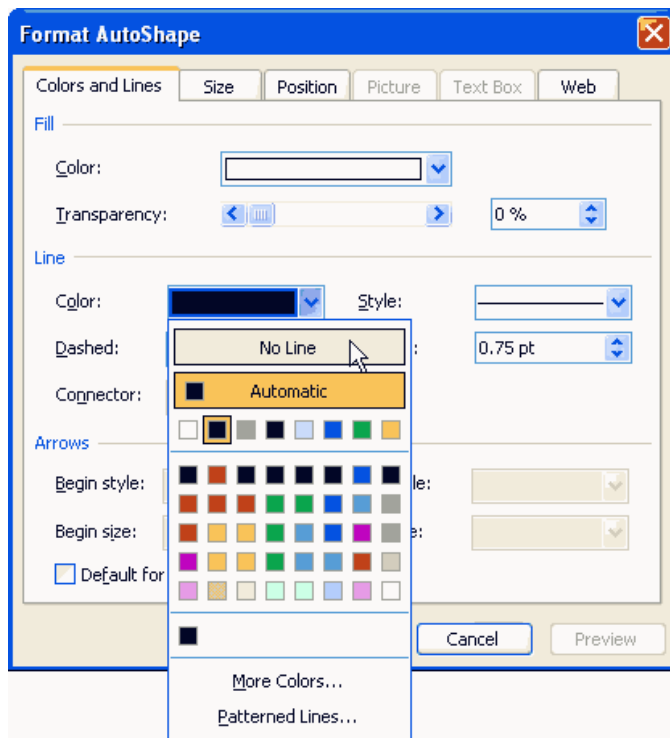 Format AutoShape
Colors and Lines Size Position Picture Text Box Web
Fill
Color:
Transparency: 0 %
Line
Color: Style:
No Line
Dashed: : 0.75 pt
Automatic
Connector:
Arrows
Begin style: le:
Begin size: e:
Default for
Cancel Preview
More Colors...
Patterned Lines...